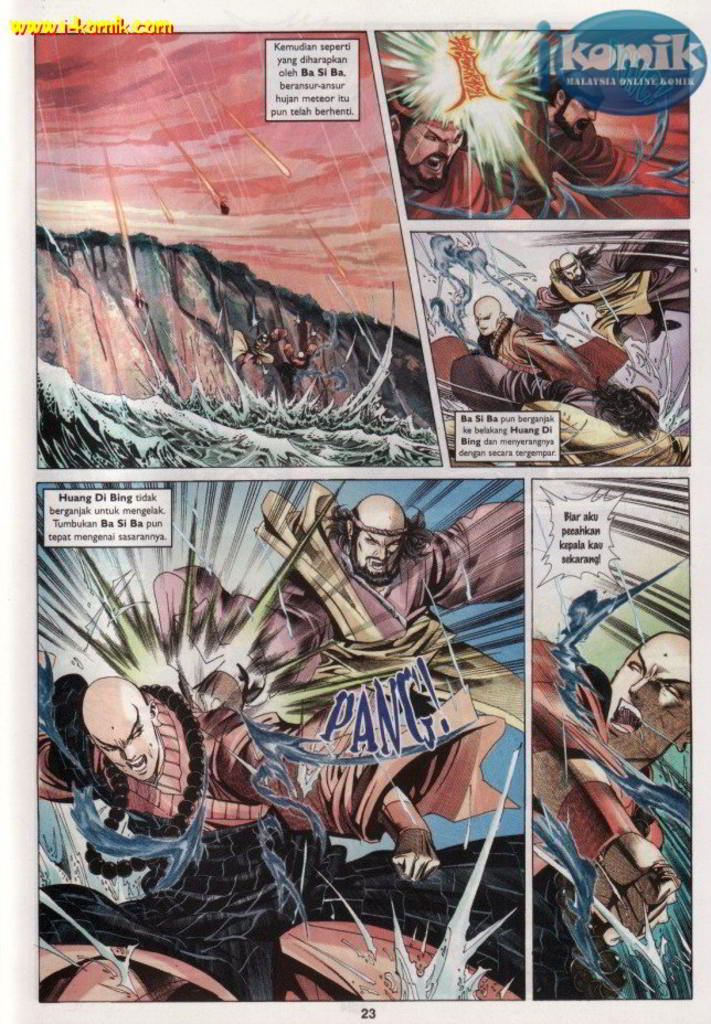 www.i-komik.com
ikomik
MALAYSIA ONLINE KOMIK
Kemudian seperti
yang diharapkan
oleh Ba Si Ba,
beransur-ansur
hujan meteor itu
pun telah berhenti.
Ba Si Ba pun berganjak
ke belakang Huang Di
Bing dan menyerangnya
dengan secara tergempar.
Huang Di Bing tidak
berganjak untuk mengelak.
Tumbukan Ba Si Ba pun
tepat mengenai sasarannya.
PANG!
Biar aku
pecahkan
kepala kau
sekarang!
23